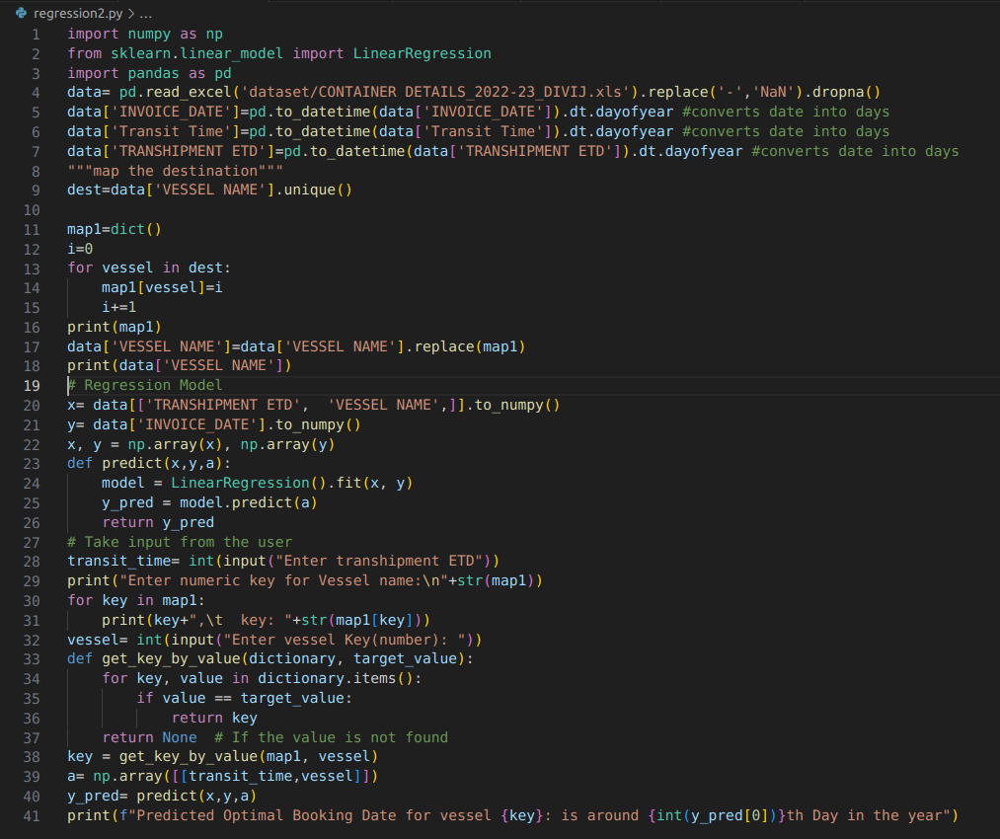 regression2.py > ...
1 import numpy as np
2 from sklearn.linear_model import LinearRegression
3 import pandas as pd
4 data= pd.read_excel('dataset/CONTAINER DETAILS_2022-23_DIVIJ.xls').replace('-','NaN').dropna()
5 data['INVOICE_DATE']=pd.to_datetime(data['INVOICE_DATE']).dt.dayofyear #converts date into days
6 data['Transit Time']=pd.to_datetime(data['Transit Time']).dt.dayofyear #converts date into days
7 data['TRANSHIPMENT ETD']=pd.to_datetime(data['TRANSHIPMENT ETD']).dt.dayofyear #converts date into days
8 """map the destination"""
9 dest=data['VESSEL NAME'].unique()
10
11 map1=dict()
12 i=0
13 for vessel in dest:
14     map1[vessel]=i
15     i+=1
16 print(map1)
17 data['VESSEL NAME']=data['VESSEL NAME'].replace(map1)
18 print(data['VESSEL NAME'])
19 # Regression Model
20 x= data[['TRANSHIPMENT ETD',  'VESSEL NAME',]].to_numpy()
21 y= data['INVOICE_DATE'].to_numpy()
22 x, y = np.array(x), np.array(y)
23 def predict(x,y,a):
24     model = LinearRegression().fit(x, y)
25     y_pred = model.predict(a)
26     return y_pred
27 # Take input from the user
28 transit_time= int(input("Enter transhipment ETD"))
29 print("Enter numeric key for Vessel name:\n"+str(map1))
30 for key in map1:
31     print(key+",\t  key: "+str(map1[key]))
32 vessel= int(input("Enter vessel Key(number): "))
33 def get_key_by_value(dictionary, target_value):
34     for key, value in dictionary.items():
35         if value == target_value:
36             return key
37     return None  # If the value is not found
38 key = get_key_by_value(map1, vessel)
39 a= np.array([[transit_time,vessel]])
40 y_pred= predict(x,y,a)
41 print(f"Predicted Optimal Booking Date for vessel {key}: is around {int(y_pred[0])}th Day in the year")